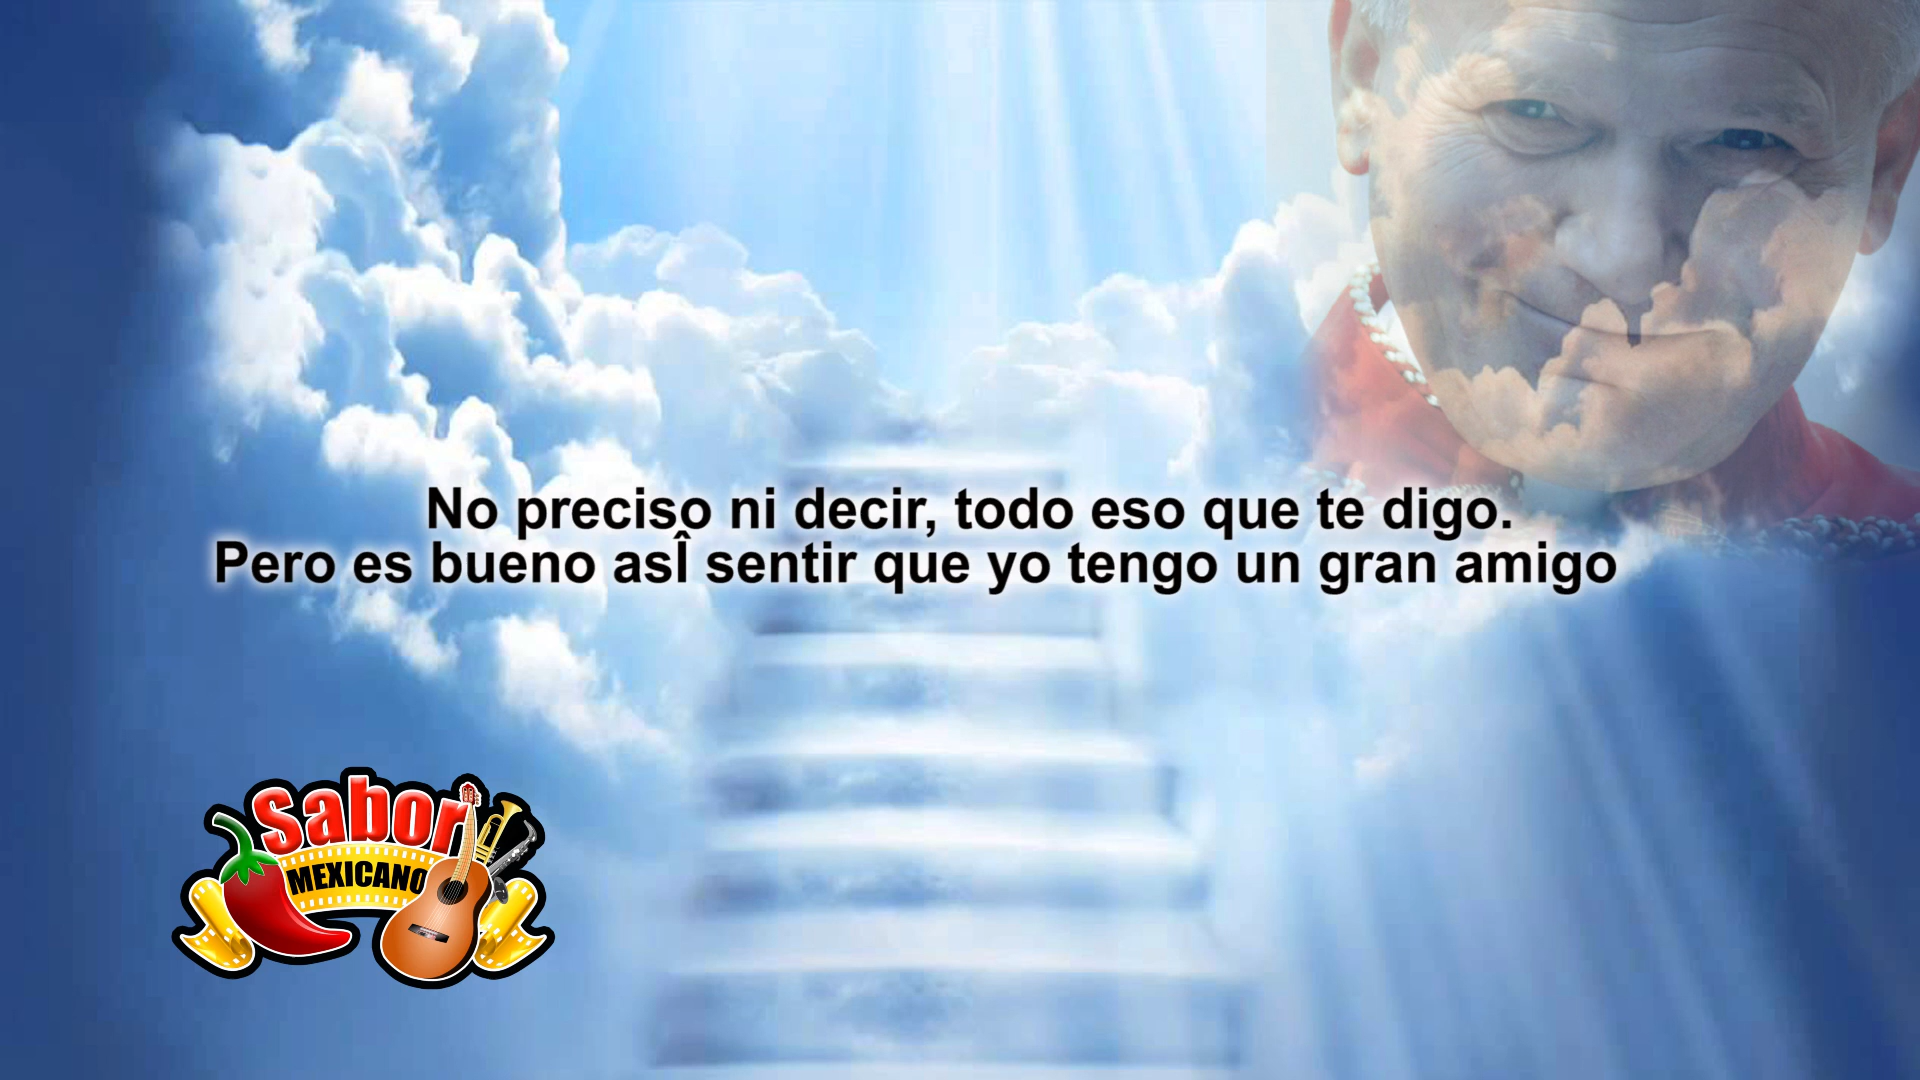 No preciso ni decir, todo eso que te digo.
Pero es bueno asÎ sentir que yo tengo un gran amigo
Sabor
MEXICANO